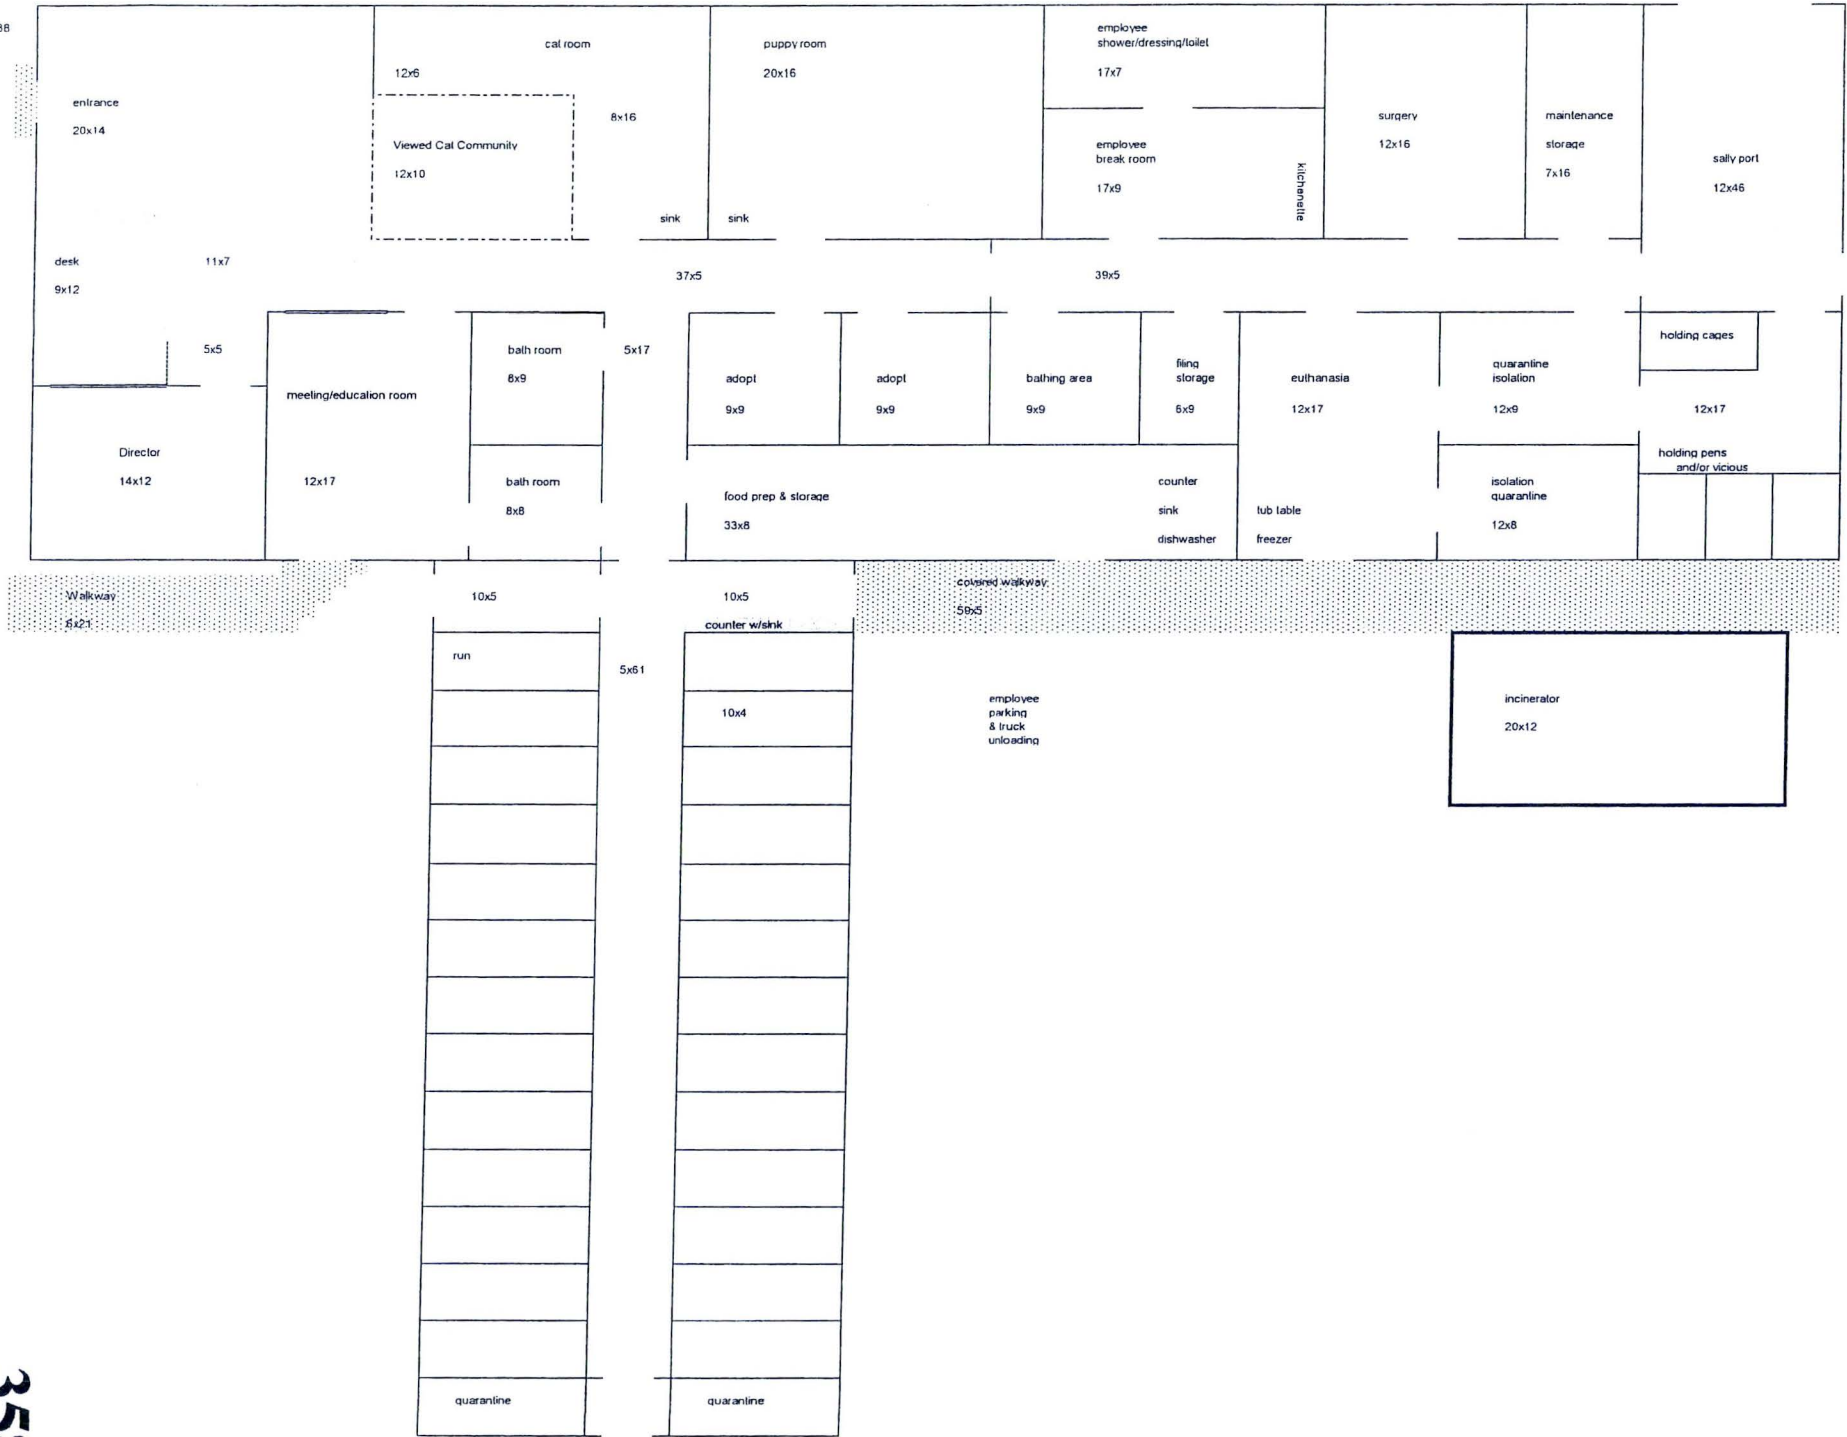 entrance
20x14
cat room
12x6
8x16
Viewed Cat Community
12x10
sink
puppy room
20x16
sink
employee
shower/dressing/toilet
17x7
employee
break room
17x9
kitchenette
surgery
12x16
maintenance
storage
7x16
sally port
12x46
desk
9x12
11x7
5x5
37x5
39x5
Director
14x12
meeting/education room
12x17
bath room
8x9
bath room
8x8
5x17
adopt
9x9
adopt
9x9
bathing area
9x9
filing
storage
6x9
food prep & storage
33x8
counter
sink
dishwasher
euthanasia
12x17
tub table
freezer
quarantine
isolation
12x9
isolation
quarantine
12x8
holding cages
12x17
holding pens
and/or vicious
Walkway
6x21
10x5
10x5
counter w/sink
covered walkway
59x5
run
5x61
10x4
employee
parking
& truck
unloading
incinerator
20x12
quarantine
quarantine